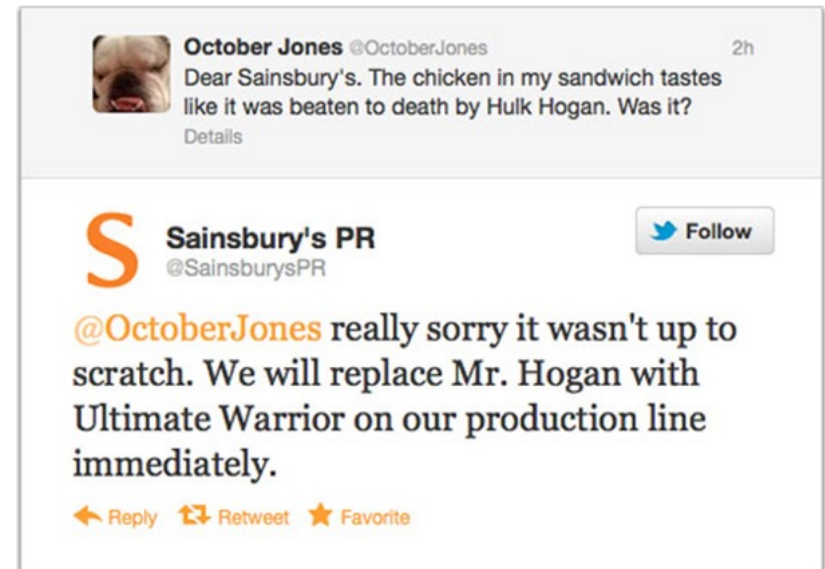 October Jones @OctoberJones 2h
Dear Sainsbury's. The chicken in my sandwich tastes
like it was beaten to death by Hulk Hogan. Was it?
Details
S
Sainsbury's PR
Follow
@SainsburysPR
@OctoberJones really sorry it wasn't up to
scratch. We will replace Mr. Hogan with
Ultimate Warrior on our production line
immediately.
Reply Retweet Favorite